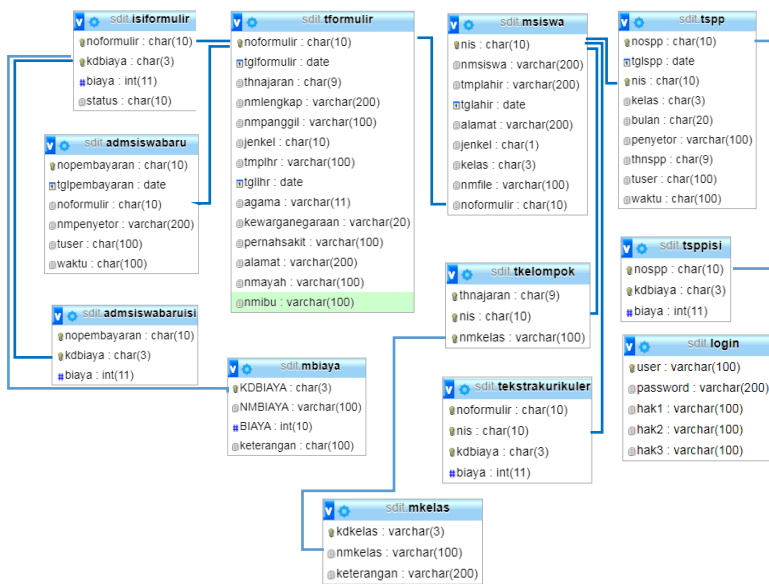 sdit.isiformulir
noformulir : char(10)
kdbiaya : char(3)
biaya : int(11)
status : char(10)
sdit.tformulir
noformulir : char(10)
tglformulir : date
thnajaran : char(9)
nmlengkap : varchar(200)
nmpanggil : varchar(100)
jenkel : char(10)
tmplhr : varchar(100)
tgllhr : date
agama : varchar(11)
kewarganegaraan : varchar(20)
pernahsakit : varchar(100)
alamat : varchar(200)
nmayah : varchar(100)
nmibu : varchar(100)
sdit.msiswa
nis : char(10)
nmsiswa : varchar(200)
tmplahir : varchar(200)
tglahir : date
alamat : varchar(200)
jenkel : char(1)
kelas : char(3)
nmfile : varchar(100)
noformulir : char(10)
sdit.tspp
nospp : char(10)
tglspp : date
nis : char(10)
kelas : char(3)
bulan : char(20)
penyetor : varchar(100)
thnspp : char(9)
tuser : char(100)
waktu : char(100)
sdit.admsiswabaru
nopembayaran : char(10)
tglpembayaran : date
noformulir : char(10)
nmpenyetor : varchar(200)
tuser : char(100)
waktu : char(100)
sdit.tsppisi
nospp : char(10)
kdbiaya : char(3)
biaya : int(11)
sdit.tkelompok
thnajaran : char(9)
nis : char(10)
nmkelas : varchar(100)
sdit.admsiswabaruisi
nopembayaran : char(10)
kdbiaya : char(3)
biaya : int(11)
sdit.mbiaya
KDBIAYA : char(3)
NMBIAYA : varchar(100)
BIAYA : int(10)
keterangan : char(100)
sdit.tekstrakurikuler
noformulir : char(10)
nis : char(10)
kdbiaya : char(3)
biaya : int(11)
sdit.login
user : varchar(100)
password : varchar(200)
hak1 : varchar(100)
hak2 : varchar(100)
hak3 : varchar(100)
sdit.mkelas
kdkelas : varchar(3)
nmkelas : varchar(100)
keterangan : varchar(200)